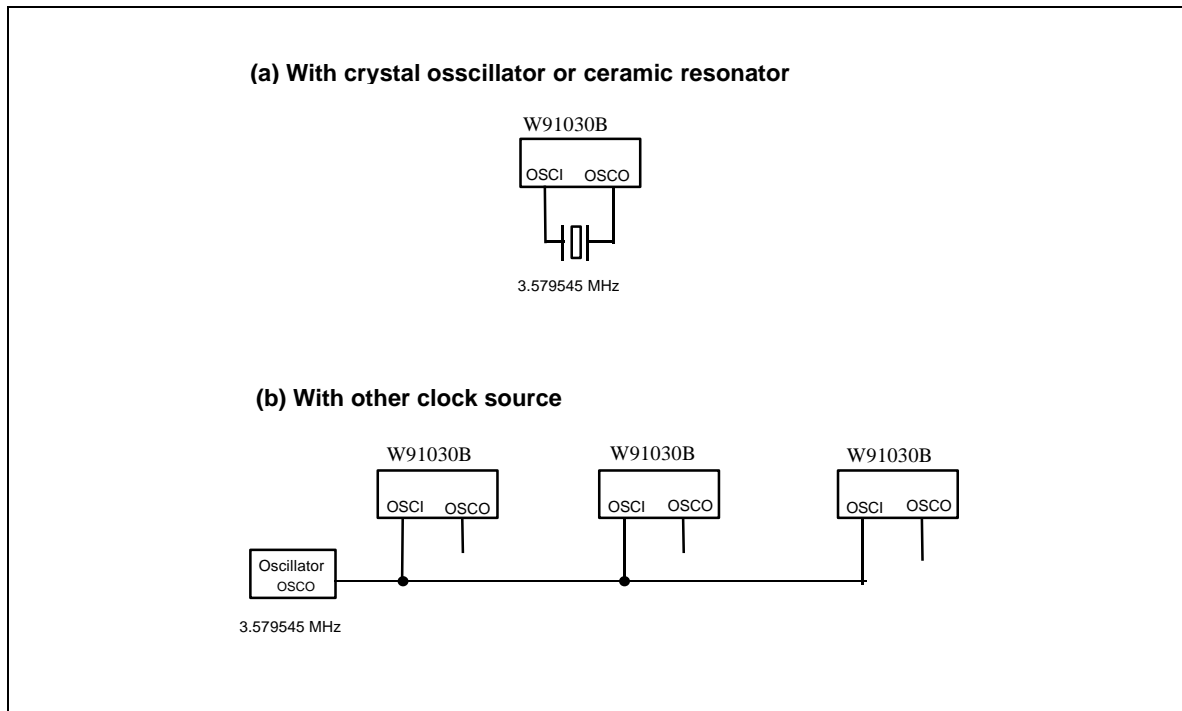 (a) With crystal osscillator or ceramic resonator
W91030B
OSCI OSCO
3.579545 MHz
(b) With other clock source
W91030B W91030B W91030B
OSCI OSCO OSCI OSCO OSCI OSCO
Oscillator
OSCO
3.579545 MHz